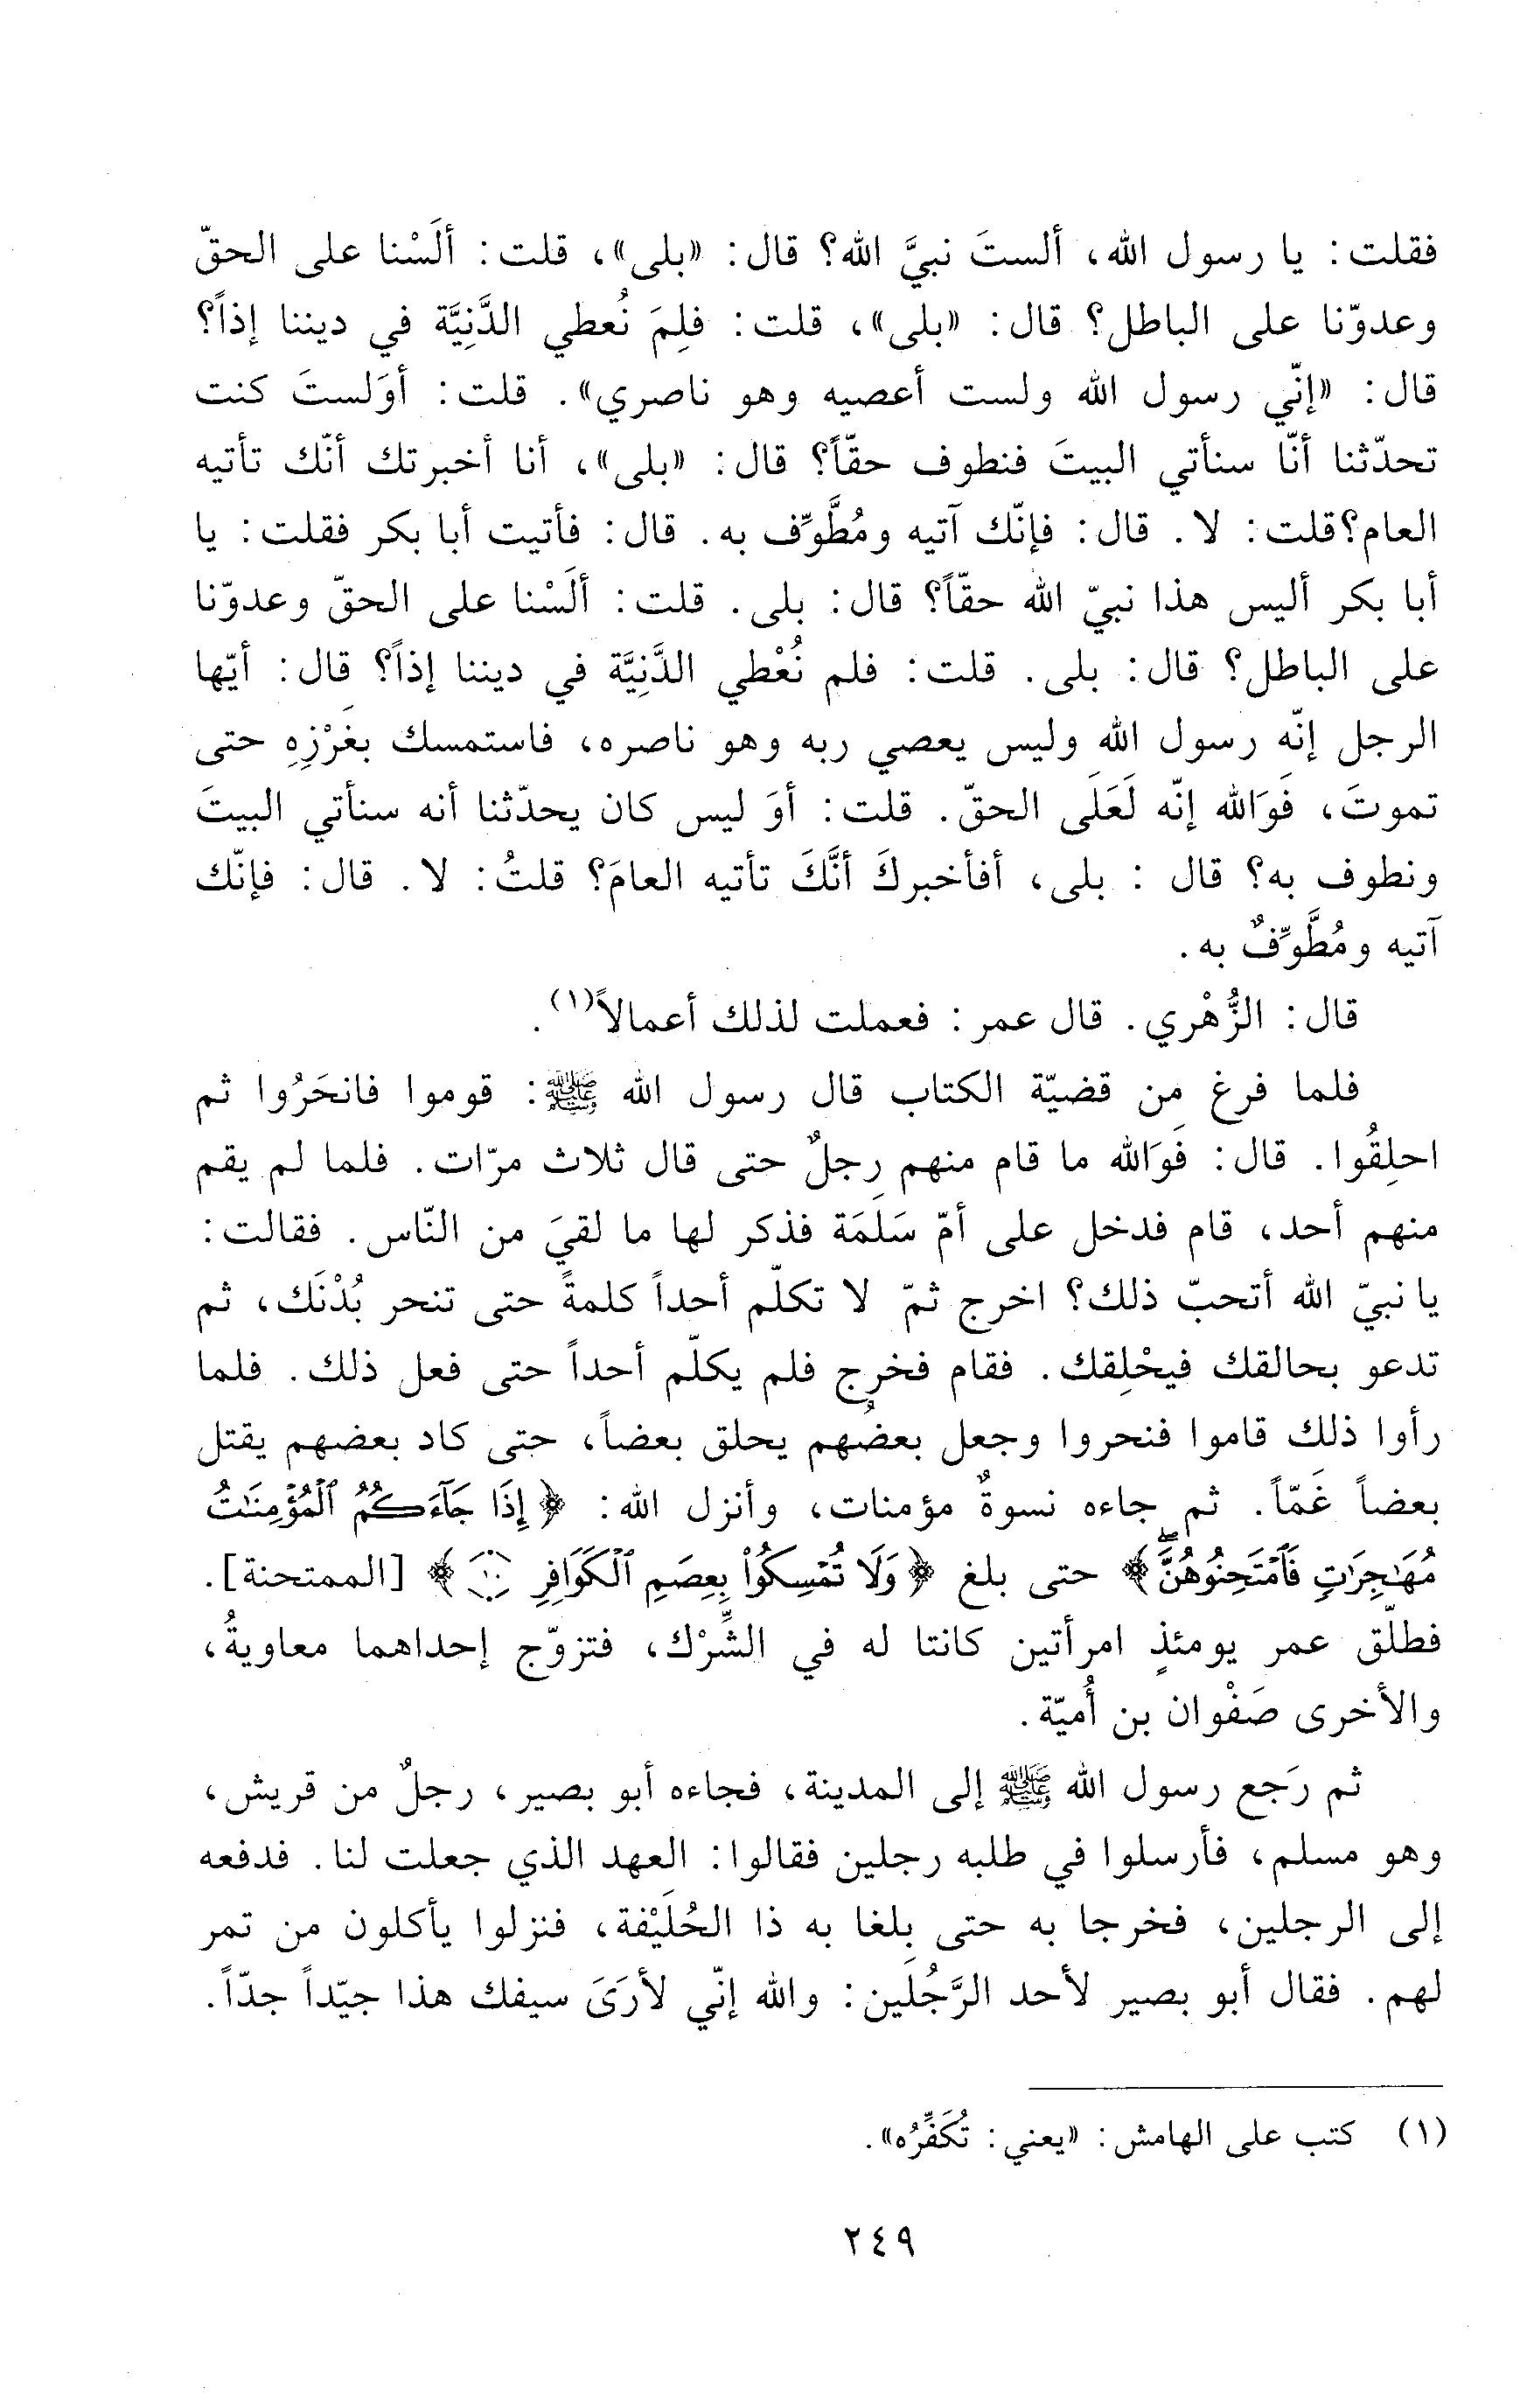 فقلت: يا رسول الله، ألستَ نبيَّ الله؟ قال: «بلى»، قلت: ألَسْنا على الحقّ
وعدوّنا على الباطل؟ قال: «بلى»، قلت: فلِمَ نُعطي الدَّنِيَّة في ديننا إذاً؟
قال: «إنّي رسول الله ولست أعصيه وهو ناصري». قلت: أوَلستَ كنت
تحدّثنا أنّا سنأتي البيتَ فنطوف حقّاً؟ قال: «بلى»، أنا أخبرتك أنّك تأتيه
العام؟قلت: لا. قال: فإنّك آتيه ومُطَّوِّف به. قال: فأتيت أبا بكر فقلت: يا
أبا بكر أليس هذا نبيّ الله حقّاً؟ قال: بلى. قلت: ألَسْنا على الحقّ وعدوّنا
على الباطل؟ قال: بلى. قلت: فلم نُعْطي الدَّنِيَّة في ديننا إذاً؟ قال: أيّها
الرجل إنّه رسول الله وليس يعصي ربه وهو ناصره، فاستمسك بغَرْزِهِ حتى
تموتَ، فَوَالله إنّه لَعَلَى الحقّ. قلت: أوَ ليس كان يحدّثنا أنه سنأتي البيتَ
ونطوف به؟ قال : بلى، أفأخبركَ أنَّكَ تأتيه العامَ؟ قلتُ: لا. قال: فإنّك
آتيه ومُطَّوِّفٌ به.
قال: الزُّهْري. قال عمر: فعملت لذلك أعمالاً(١).
فلما فرغ من قضيّة الكتاب قال رسول الله ﷺ: قوموا فانحَرُوا ثم
احلِقُوا. قال: فَوَالله ما قام منهم رجلٌ حتى قال ثلاث مرّات. فلما لم يقم
منهم أحد، قام فدخل على أمّ سَلَمَة فذكر لها ما لقيَ من النّاس. فقالت:
يا نبيّ الله أتحبّ ذلك؟ اخرج ثمّ لا تكلّم أحداً كلمةً حتى تنحر بُدْنَك، ثم
تدعو بحالقك فيحْلِقك. فقام فخرج فلم يكلّم أحداً حتى فعل ذلك. فلما
رأوا ذلك قاموا فنحروا وجعل بعضُهم يحلق بعضاً، حتى كاد بعضهم يقتل
بعضاً غَمّاً. ثم جاءه نسوةٌ مؤمنات، وأنزل الله: ﴿إِذَا جَآءَكُمُ ٱلْمُؤْمِنَٰتُ
مُهَٰجِرَٰتٍ فَٱمْتَحِنُوهُنَّۖ﴾ حتى بلغ ﴿وَلَا تُمْسِكُوا۟ بِعِصَمِ ٱلْكَوَافِرِ ١٠﴾ [الممتحنة].
فطلّق عمر يومئذٍ امرأتين كانتا له في الشِّرْك، فتزوّج إحداهما معاويةُ،
والأخرى صَفْوان بن أُميّة.
ثم رَجع رسول الله ﷺ إلى المدينة، فجاءه أبو بصير، رجلٌ من قريش،
وهو مسلم، فأرسلوا في طلبه رجلين فقالوا: العهد الذي جعلت لنا. فدفعه
إلى الرجلين، فخرجا به حتى بلغا به ذا الحُلَيْفة، فنزلوا يأكلون من تمر
لهم. فقال أبو بصير لأحد الرَّجُلَين: والله إنّي لأرَىَ سيفك هذا جيّداً جدّاً.
(١) كتب على الهامش: «يعني: تُكَفِّرُه».
٢٤٩